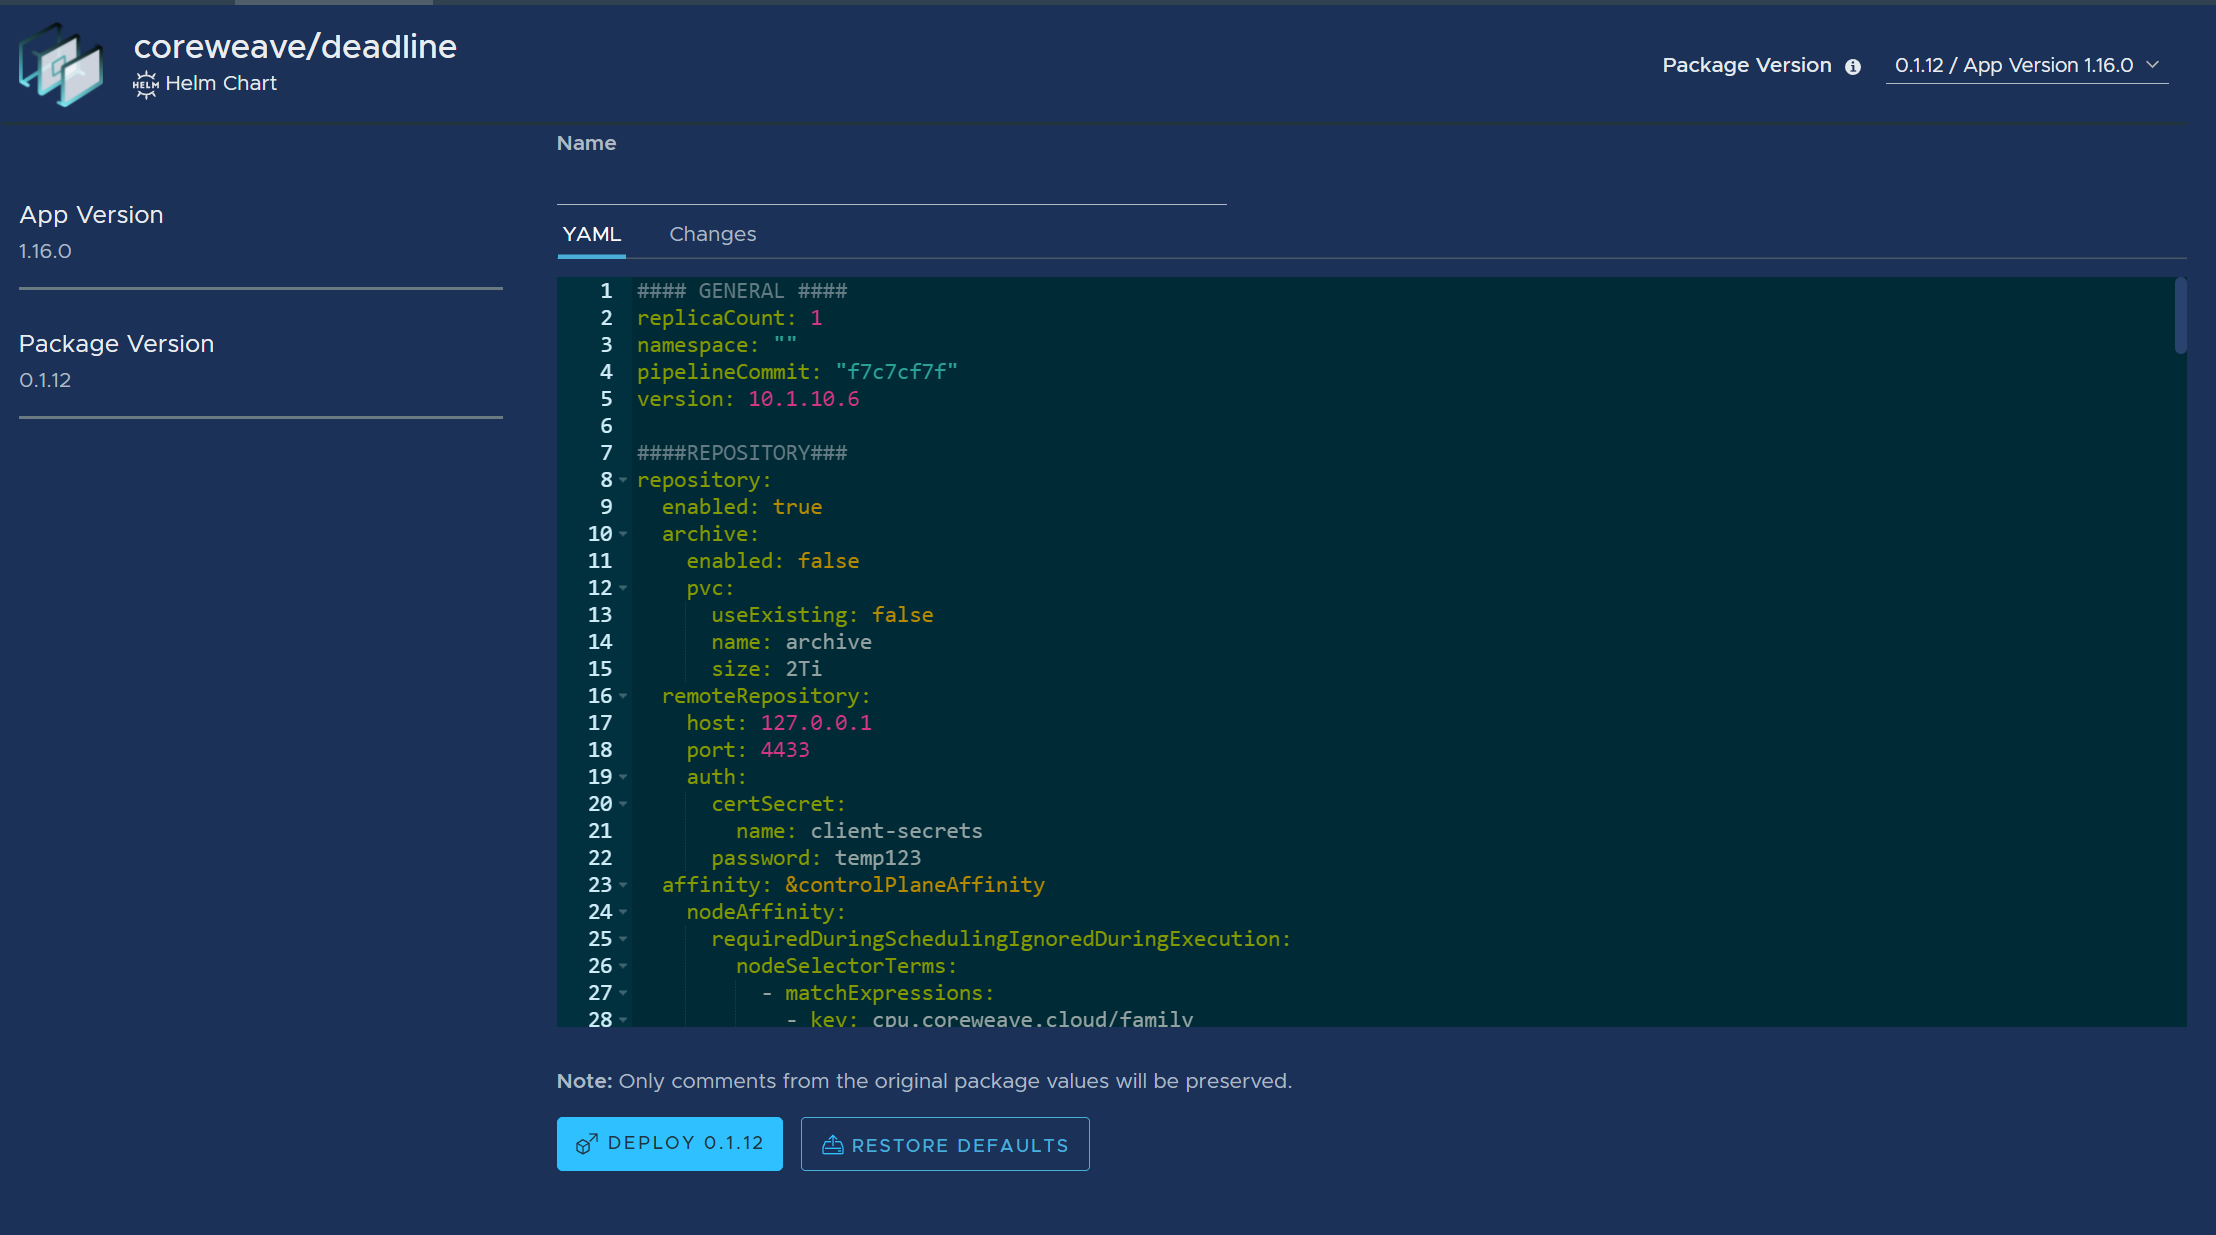 coreweave/deadline
HELM Helm Chart
Package Version
0.1.12 / App Version 1.16.0
App Version
1.16.0
Package Version
0.1.12
Name
YAML Changes
1 #### GENERAL ####
2 replicaCount: 1
3 namespace: ""
4 pipelineCommit: "f7c7cf7f"
5 version: 10.1.10.6
6
7 ####REPOSITORY###
8 repository:
9   enabled: true
10   archive:
11     enabled: false
12     pvc:
13       useExisting: false
14       name: archive
15       size: 2Ti
16   remoteRepository:
17     host: 127.0.0.1
18     port: 4433
19     auth:
20       certSecret:
21         name: client-secrets
22       password: temp123
23   affinity: &controlPlaneAffinity
24     nodeAffinity:
25       requiredDuringSchedulingIgnoredDuringExecution:
26         nodeSelectorTerms:
27           - matchExpressions:
28             - key: cpu.coreweave.cloud/family
Note: Only comments from the original package values will be preserved.
DEPLOY 0.1.12
RESTORE DEFAULTS